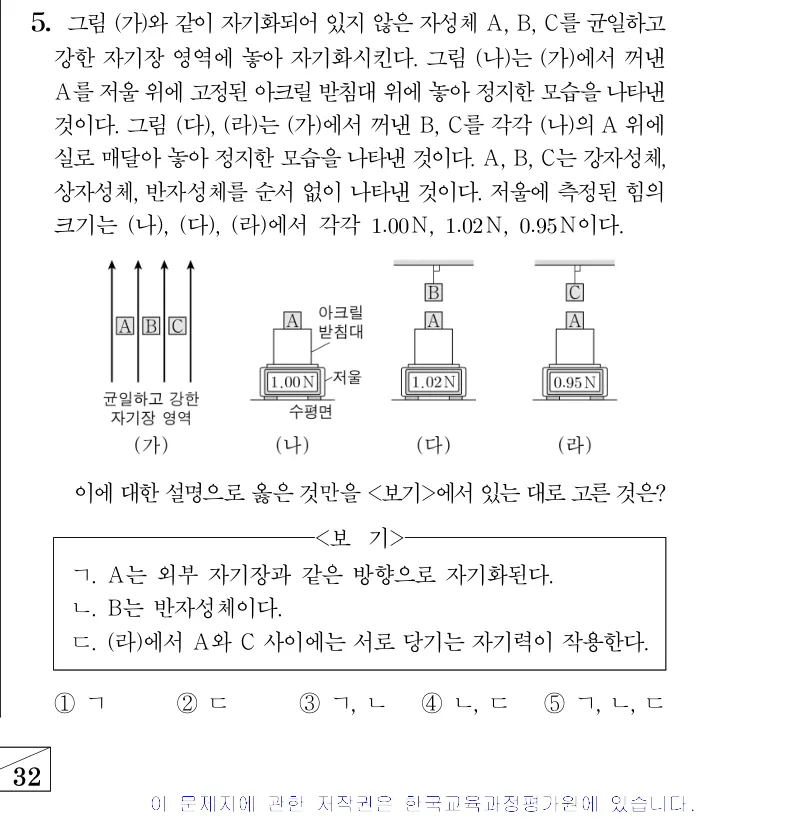 5. 그림 (가)와 같이 자기화되어 있지 않은 자성체 A, B, C를 균일하고
강한 자기장 영역에 놓아 자기화시킨다. 그림 (나)는 (가)에서 꺼낸
A를 저울 위에 고정된 아크릴 받침대 위에 놓아 정지한 모습을 나타낸
것이다. 그림 (다), (라)는 (가)에서 꺼낸 B, C를 각각 (나)의 A 위에
실로 매달아 놓아 정지한 모습을 나타낸 것이다. A, B, C는 강자성체,
상자성체, 반자성체를 순서 없이 나타낸 것이다. 저울에 측정된 힘의
크기는 (나), (다), (라)에서 각각 1.00N, 1.02N, 0.95N이다.
A B C
균일하고 강한
자기장 영역
(가)
A
아크릴
받침대
1.00N
저울
수평면
(나)
B
A
1.02N
(다)
C
A
0.95N
(라)
이에 대한 설명으로 옳은 것만을 <보기>에서 있는 대로 고른 것은?
<보 기>
ㄱ. A는 외부 자기장과 같은 방향으로 자기화된다.
ㄴ. B는 반자성체이다.
ㄷ. (라)에서 A와 C 사이에는 서로 당기는 자기력이 작용한다.
① ㄱ ② ㄷ ③ ㄱ, ㄴ ④ ㄴ, ㄷ ⑤ ㄱ, ㄴ, ㄷ
32
이 문제지에 관한 저작권은 한국교육과정평가원에 있습니다.